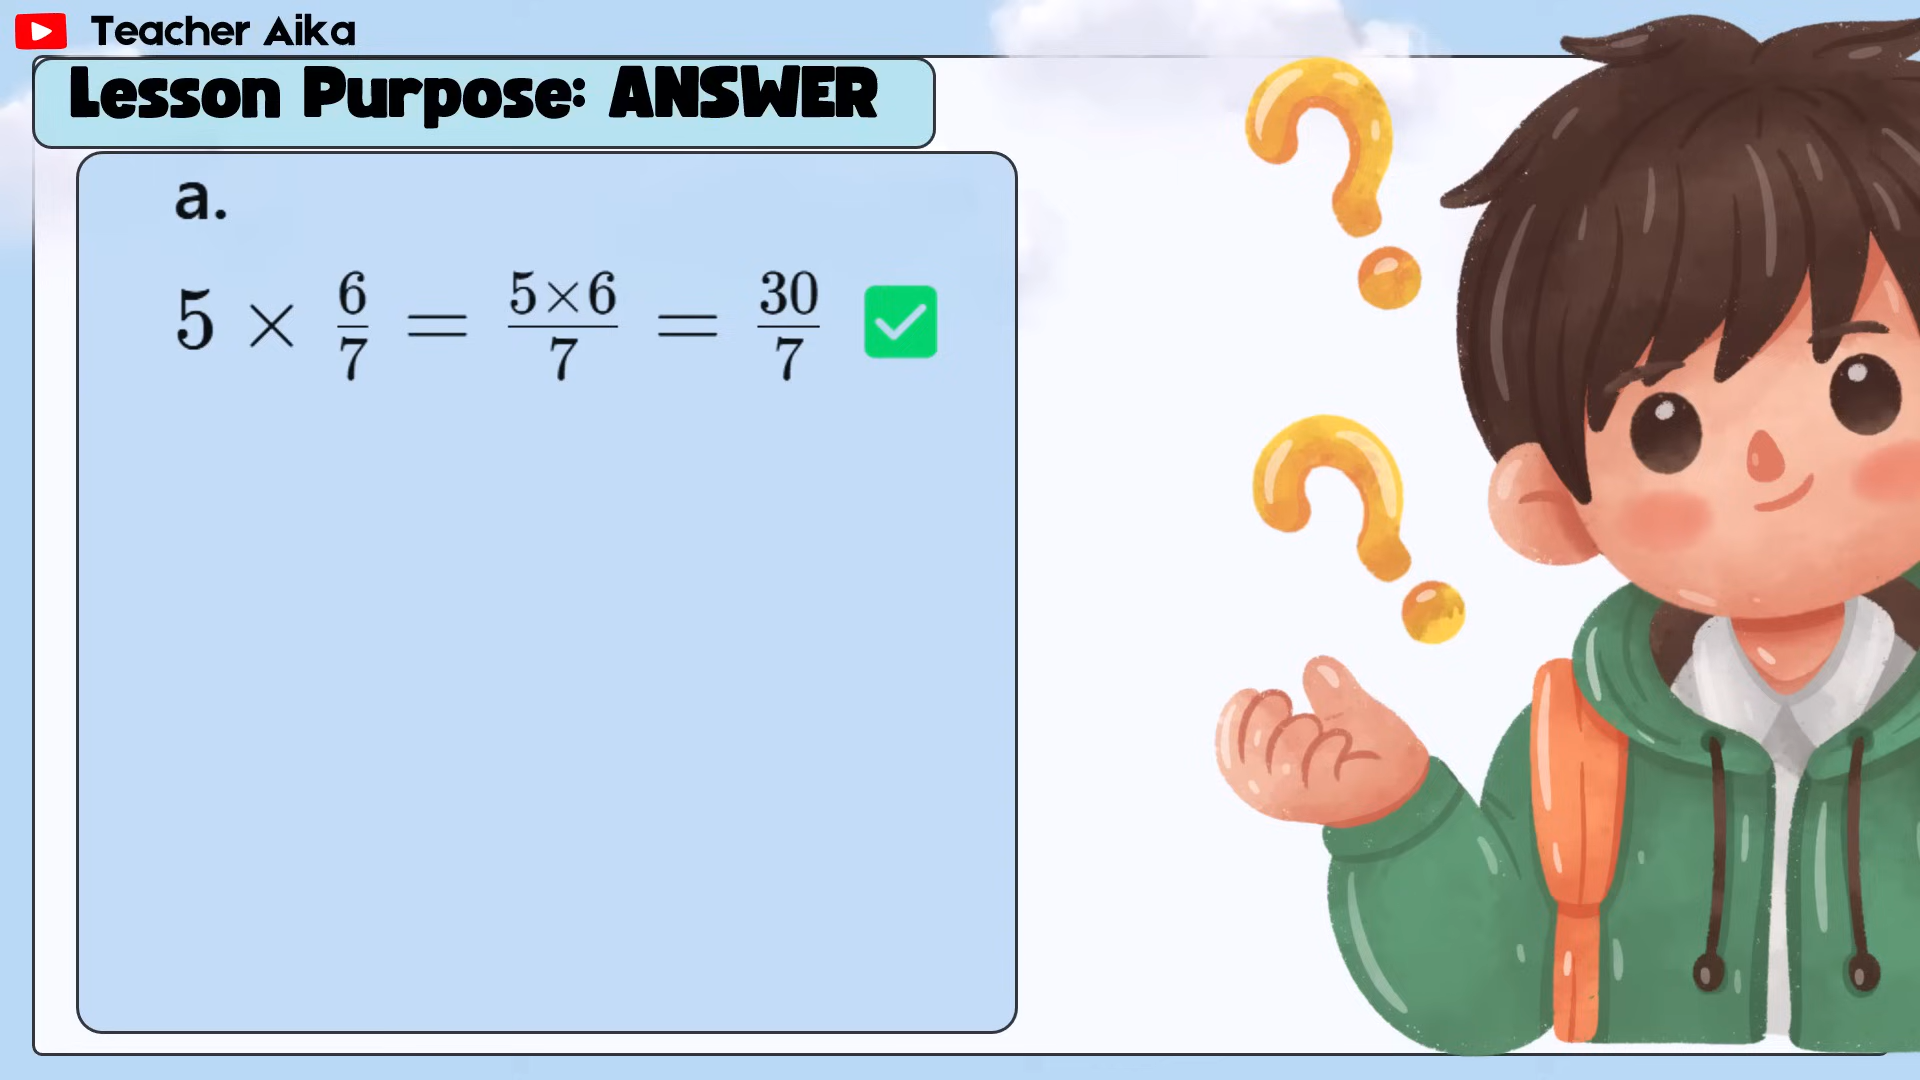 Teacher Aika
Lesson Purpose: ANSWER
a.
5 × 6/7 = 5×6/7 = 30/7 ✅